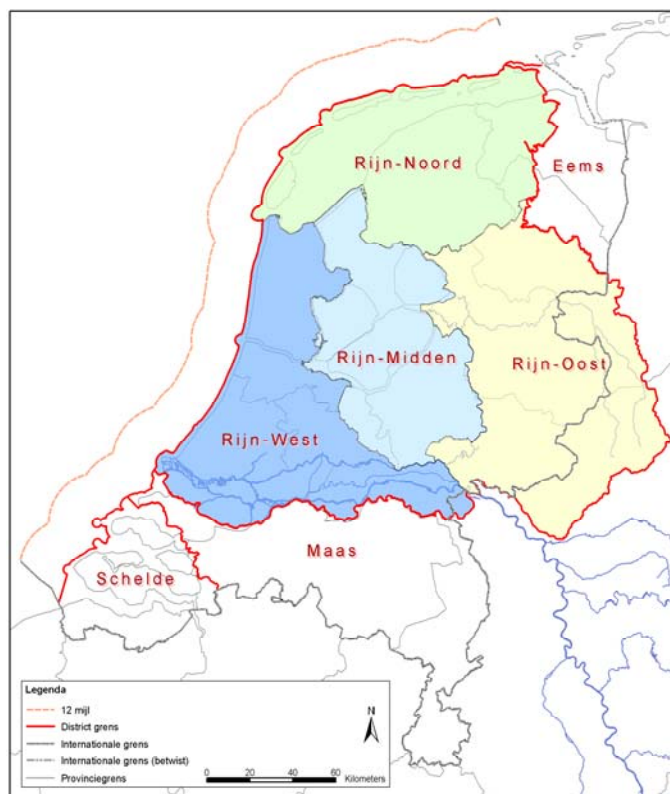 Rijn-Noord
Eems
Rijn-Midden
Rijn-Oost
Rijn-West
Maas
Schelde
Legenda
12 mijl
District grens
Internationale grens
Internationale grens (betwist)
Provinciegrens
N
0 20 40 60
Kilometers